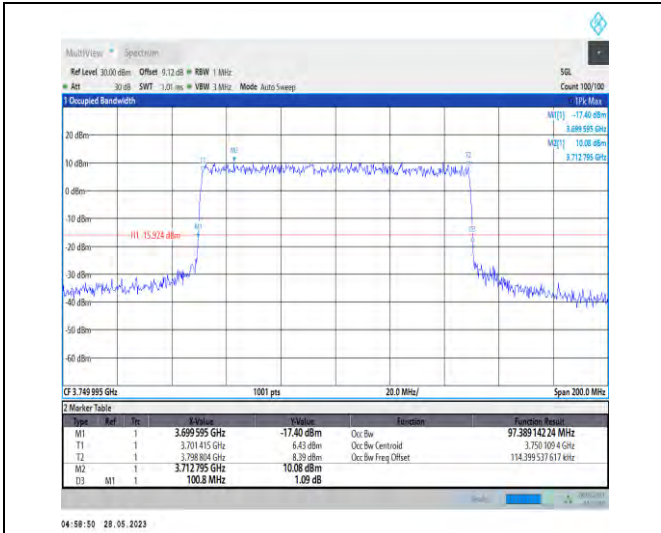 MultiView Spectrum
Ref Level 30.00 dBm Offset 9.12 dB RBW 1 MHz SGL
Att 30 dB SWT 1.01 ms VBW 3 MHz Mode Auto Sweep Count 100/100
1 Occupied Bandwidth 1Pk Max
M1[1] -17.40 dBm
3.699 595 GHz
M2[1] 10.08 dBm
3.712 795 GHz
20 dBm
10 dBm
0 dBm
-10 dBm
-20 dBm
-30 dBm
-40 dBm
-50 dBm
-60 dBm
T1 M2 T2
M1 D3
H1 -15.924 dBm
CF 3.749 995 GHz 1001 pts 20.0 MHz/ Span 200.0 MHz
2 Marker Table
Type Ref Trc X-Value Y-Value Function Function Result
M1 1 3.699 595 GHz -17.40 dBm Occ Bw 97.389 142 24 MHz
T1 1 3.701 415 GHz 6.43 dBm Occ Bw Centroid 3.750 109 4 GHz
T2 1 3.798 804 GHz 8.39 dBm Occ Bw Freq Offset 114.399 537 617 kHz
M2 1 3.712 795 GHz 10.08 dBm
D3 M1 1 100.8 MHz 1.09 dB
04:58:50 28.05.2023